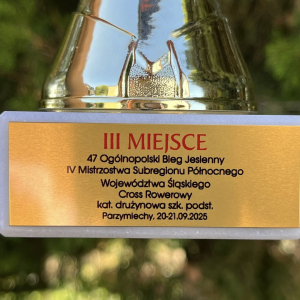 III MIEJSCE
47 Ogólnopolski Bieg Jesienny
IV Mistrzostwa Subregionu Północnego
Województwa Śląskiego
Cross Rowerowy
kat. drużynowa szk. podst.
Parzymiechy, 20-21.09.2025